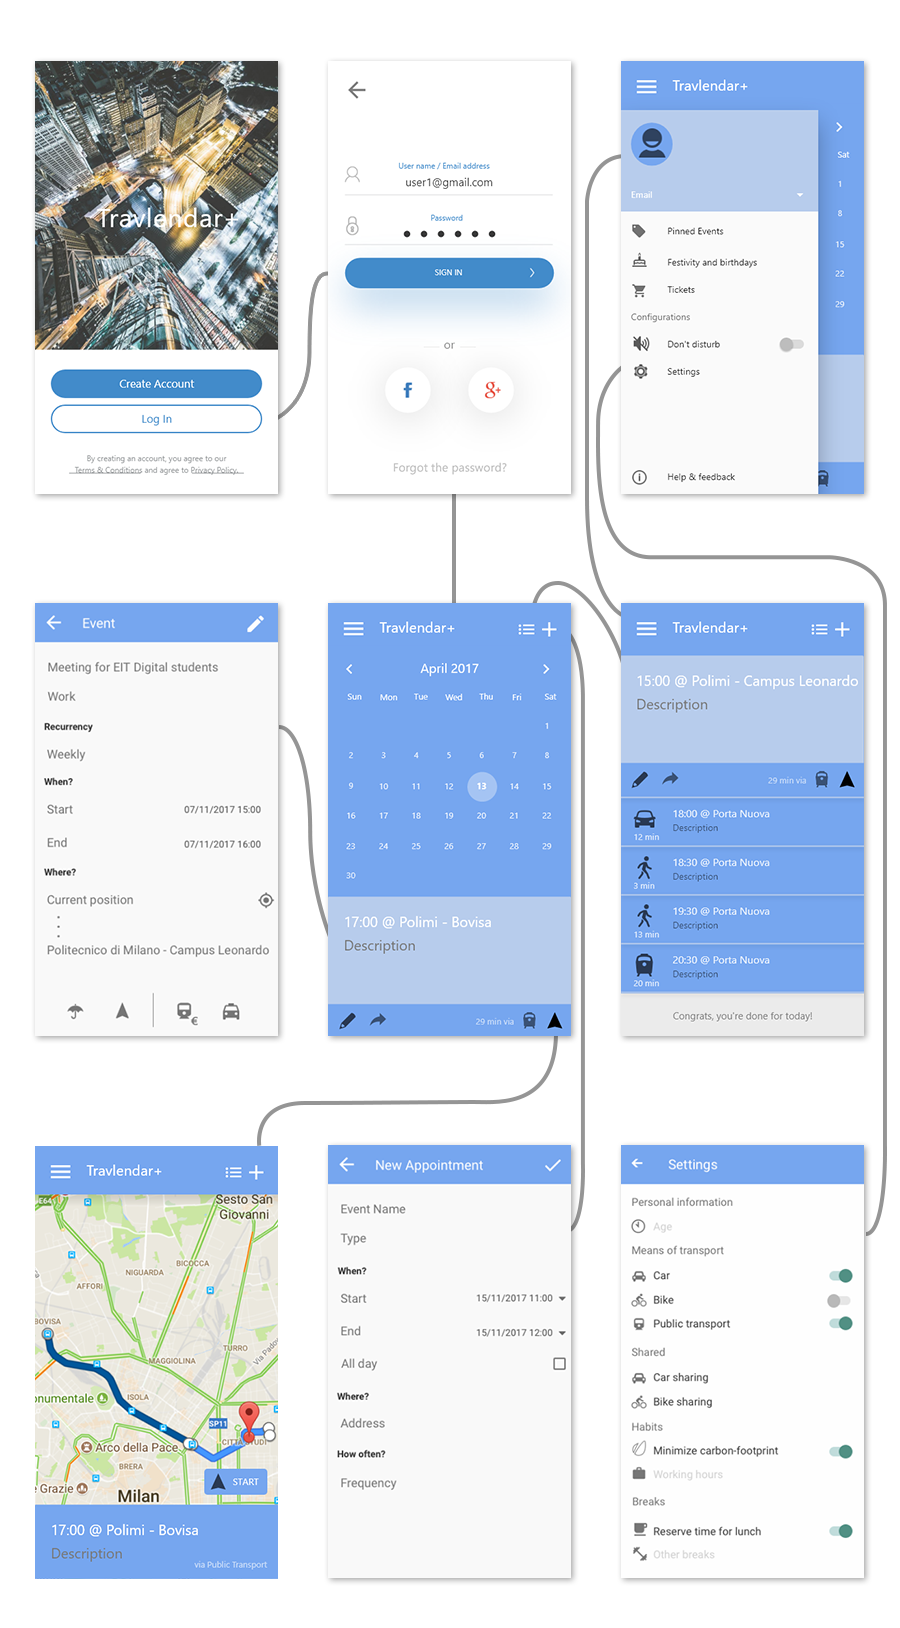 Travlendar+
Create Account
Log In
By creating an account, you agree to our
Terms & Conditions and agree to Privacy Policy.
User name / Email address
user1@gmail.com
Password
SIGN IN
or
f
g+
Forgot the password?
Travlendar+
Sat
1
8
15
22
29
Email
Pinned Events
Festivity and birthdays
Tickets
Configurations
Don't disturb
Settings
Help & feedback
Event
Meeting for EIT Digital students
Work
Recurrency
Weekly
When?
Start 07/11/2017 15:00
End 07/11/2017 16:00
Where?
Current position
Politecnico di Milano - Campus Leonardo
€
Travlendar+
April 2017
Sun Mon Tue Wed Thu Fri Sat
1
2 3 4 5 6 7 8
9 10 11 12 13 14 15
16 17 18 19 20 21 22
23 24 25 26 27 28 29
30
17:00 @ Polimi - Bovisa
Description
29 min via
Travlendar+
15:00 @ Polimi - Campus Leonardo
Description
29 min via
18:00 @ Porta Nuova
Description
12 min
18:30 @ Porta Nuova
Description
3 min
19:30 @ Porta Nuova
Description
13 min
20:30 @ Porta Nuova
Description
20 min
Congrats, you're done for today!
Travlendar+
E64
Sesto San
Giovanni
BICOCCA
NIGUARDA
AFFORI
BOVISA
TURRO
Via Padova
MAGGIOLINA
ISOLA
onumentale
SP11
CITTÀ STUDI
Arco della Pace
BRERA
e Grazie
Milan
START
17:00 @ Polimi - Bovisa
Description
via Public Transport
New Appointment
Event Name
Type
When?
Start 15/11/2017 11:00
End 15/11/2017 12:00
All day
Where?
Address
How often?
Frequency
Settings
Personal information
Age
Means of transport
Car
Bike
Public transport
Shared
Car sharing
Bike sharing
Habits
Minimize carbon-footprint
Working hours
Breaks
Reserve time for lunch
Other breaks